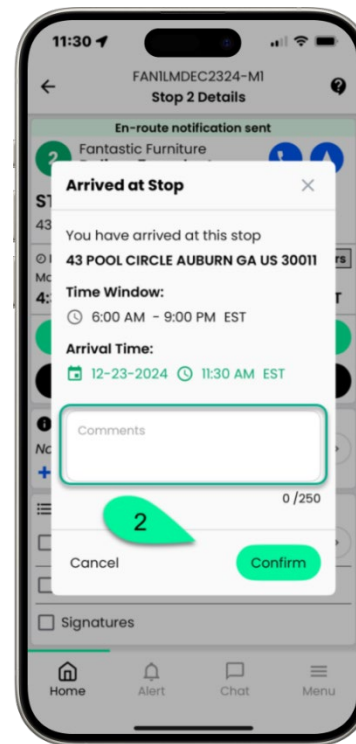 11:30
FAN1LMDEC2324-M1
Stop 2 Details
En-route notification sent
2 Fantastic Furniture
Arrived at Stop
You have arrived at this stop
43 POOL CIRCLE AUBURN GA US 30011
Time Window:
6:00 AM - 9:00 PM EST
Arrival Time:
12-23-2024 11:30 AM EST
Comments
0 /250
2
Cancel
Confirm
Signatures
Home
Alert
Chat
Menu